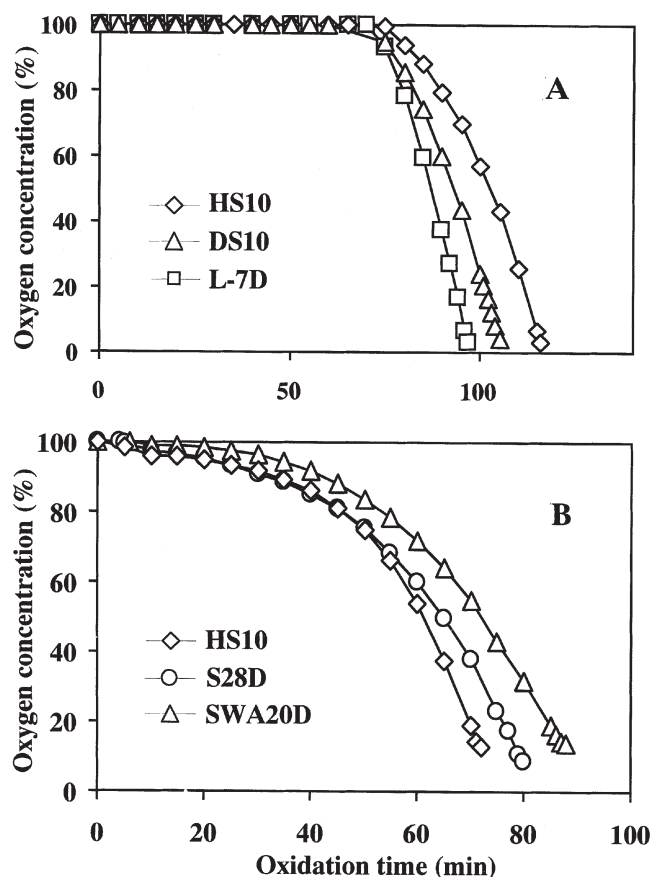 Oxygen concentration (%)
100
80
60
40
20
0
A
HS10
DS10
L-7D
0 50 100
Oxygen concentration (%)
100
80
60
40
20
0
B
HS10
S28D
SWA20D
0 20 40 60 80 100
Oxidation time (min)